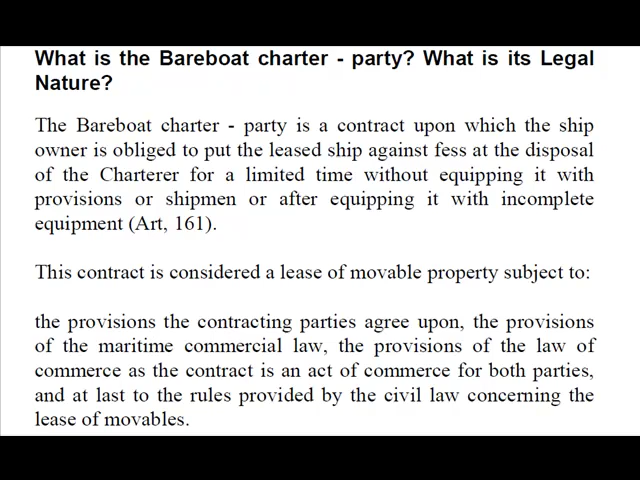 What is the Bareboat charter - party? What is its Legal
Nature?
The Bareboat charter - party is a contract upon which the ship
owner is obliged to put the leased ship against fess at the disposal
of the Charterer for a limited time without equipping it with
provisions or shipmen or after equipping it with incomplete
equipment (Art, 161).
This contract is considered a lease of movable property subject to:
the provisions the contracting parties agree upon, the provisions
of the maritime commercial law, the provisions of the law of
commerce as the contract is an act of commerce for both parties,
and at last to the rules provided by the civil law concerning the
lease of movables.